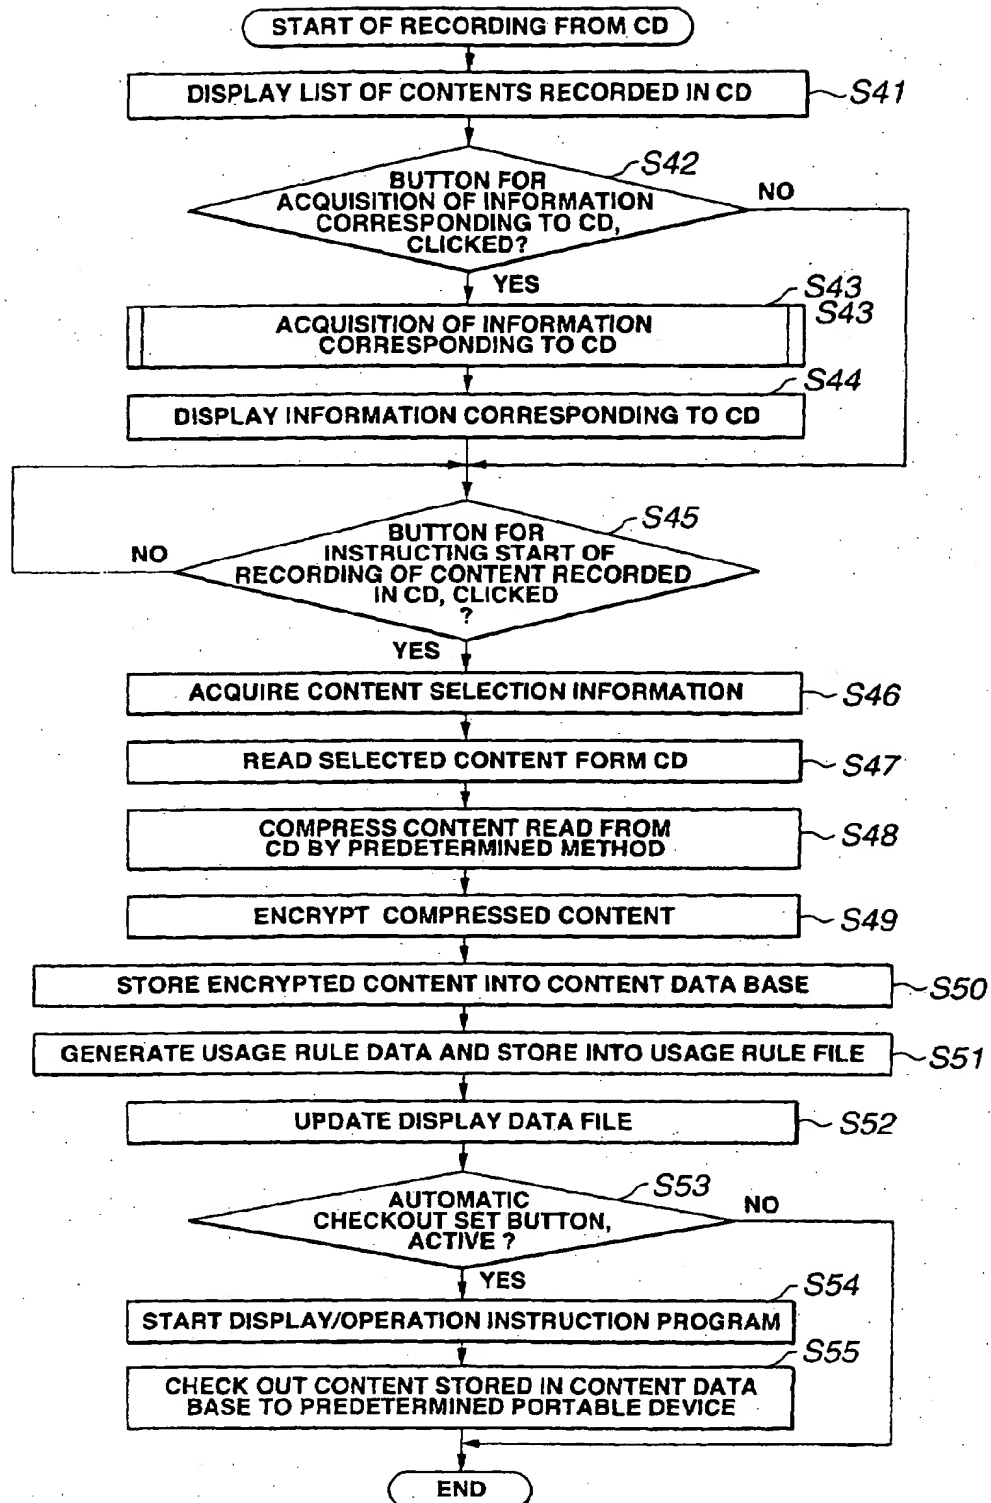 START OF RECORDING FROM CD
DISPLAY LIST OF CONTENTS RECORDED IN CD
S41
S42
BUTTON FOR
ACQUISITION OF INFORMATION
CORRESPONDING TO CD,
CLICKED?
NO
YES
S43
S43
ACQUISITION OF INFORMATION
CORRESPONDING TO CD
S44
DISPLAY INFORMATION CORRESPONDING TO CD
S45
BUTTON FOR
INSTRUCTING START OF
RECORDING OF CONTENT RECORDED
IN CD, CLICKED
?
NO
YES
ACQUIRE CONTENT SELECTION INFORMATION
S46
READ SELECTED CONTENT FORM CD
S47
COMPRESS CONTENT READ FROM
CD BY PREDETERMINED METHOD
S48
ENCRYPT COMPRESSED CONTENT
S49
STORE ENCRYPTED CONTENT INTO CONTENT DATA BASE
S50
GENERATE USAGE RULE DATA AND STORE INTO USAGE RULE FILE
S51
UPDATE DISPLAY DATA FILE
S52
S53
AUTOMATIC
CHECKOUT SET BUTTON,
ACTIVE ?
NO
YES
S54
START DISPLAY/OPERATION INSTRUCTION PROGRAM
S55
CHECK OUT CONTENT STORED IN CONTENT DATA
BASE TO PREDETERMINED PORTABLE DEVICE
END